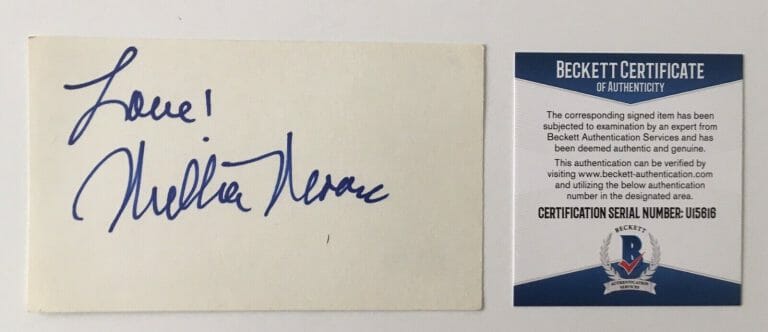 Love!
BECKETT CERTIFICATE
OF AUTHENTICITY
The corresponding signed item has been
subjected to examination by an expert from
Beckett Authentication Services and has
been deemed authentic and genuine.
This authentication can be verified by
visiting www.beckett-authentication.com
and utilizing the below authentication
number in the designated area.
CERTIFICATION SERIAL NUMBER: U15616
BECKETT
B
AUTHENTICATION
SERVICES